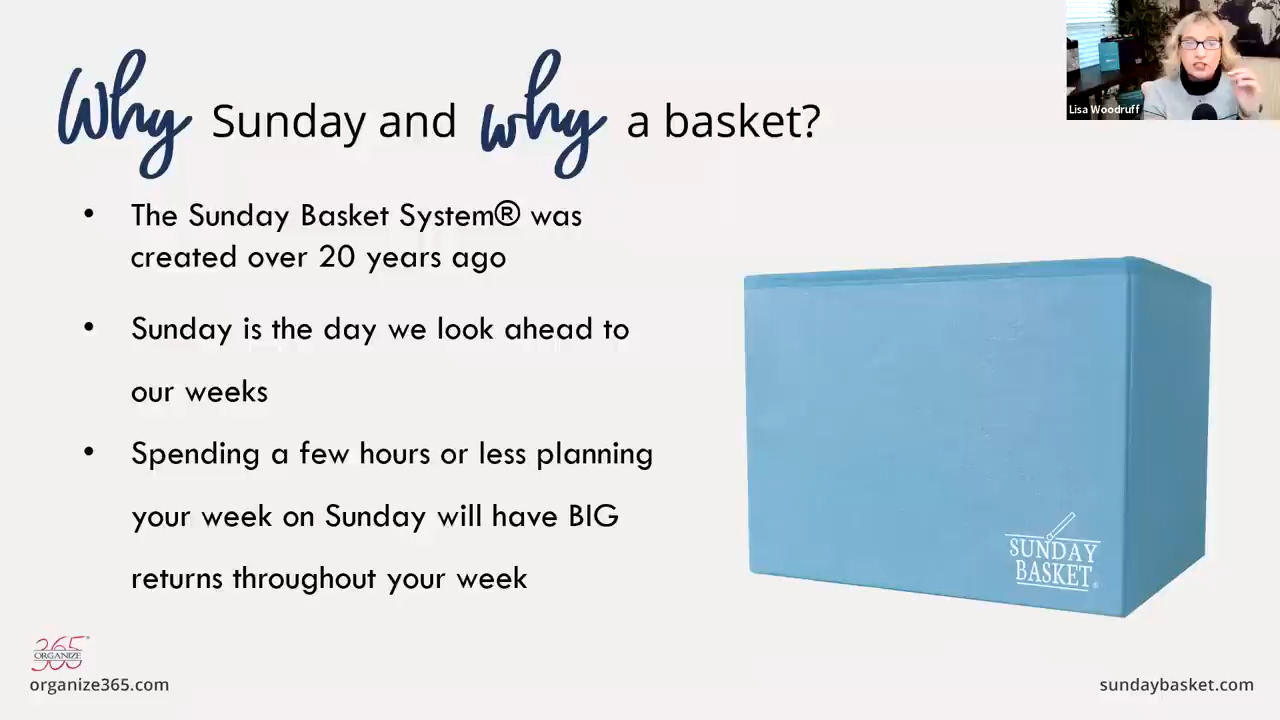 Lisa Woodruff
Why Sunday and why a basket?
• The Sunday Basket System® was
created over 20 years ago
• Sunday is the day we look ahead to
our weeks
• Spending a few hours or less planning
your week on Sunday will have BIG
returns throughout your week
SUNDAY
BASKET®
365®
ORGANIZE
organize365.com
sundaybasket.com